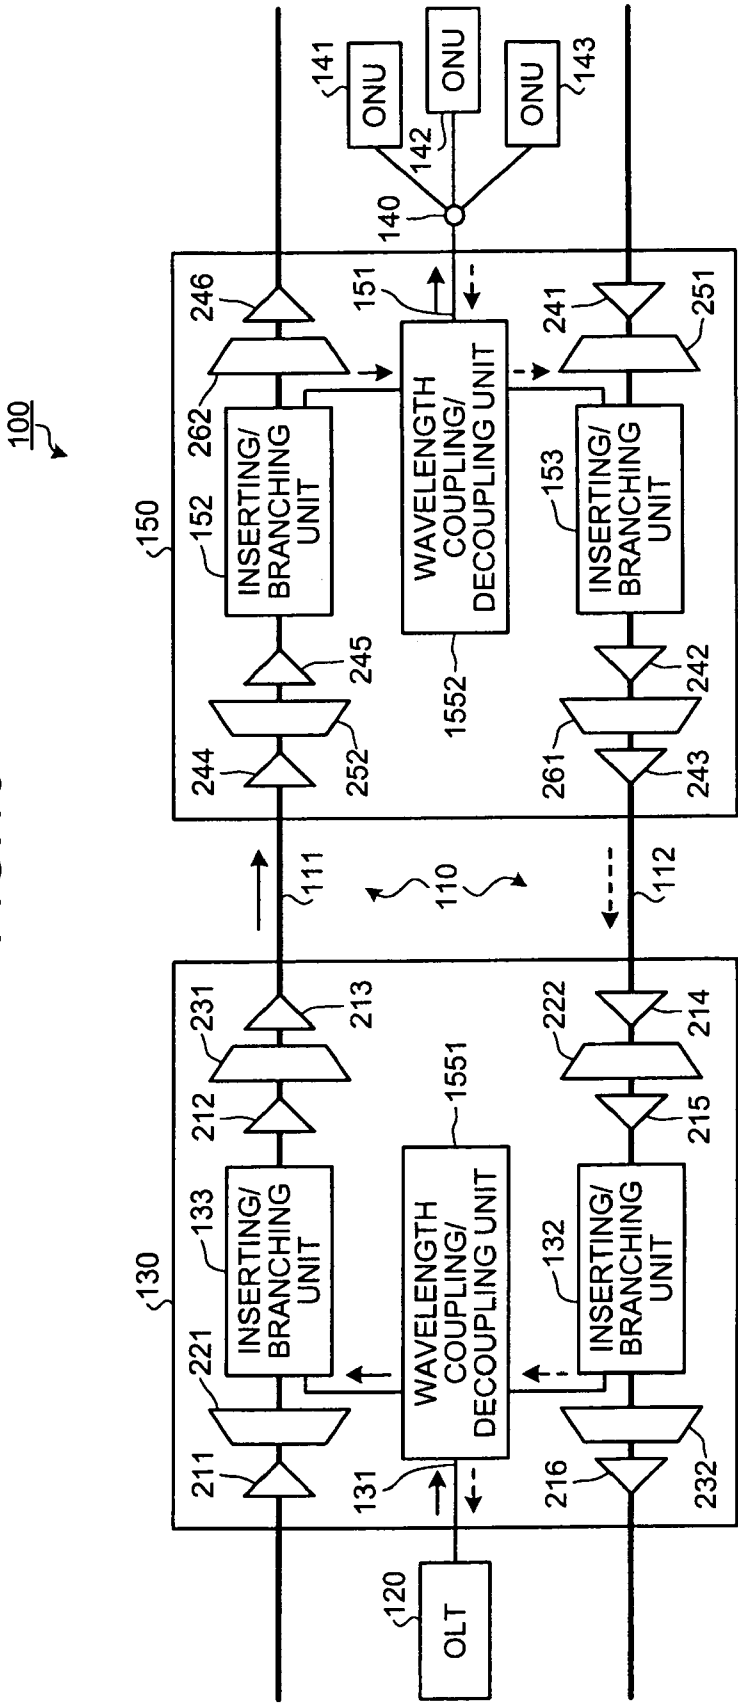 100
130
150
211
221
133
INSERTING/
BRANCHING
UNIT
212
231
213
111
244
252
245
152
INSERTING/
BRANCHING
UNIT
262
246
120
OLT
131
WAVELENGTH
COUPLING/
DECOUPLING UNIT
1551
110
1552
WAVELENGTH
COUPLING/
DECOUPLING UNIT
151
140
141
ONU
142
ONU
143
ONU
216
232
132
INSERTING/
BRANCHING
UNIT
215
222
214
112
243
261
242
153
INSERTING/
BRANCHING
UNIT
251
241